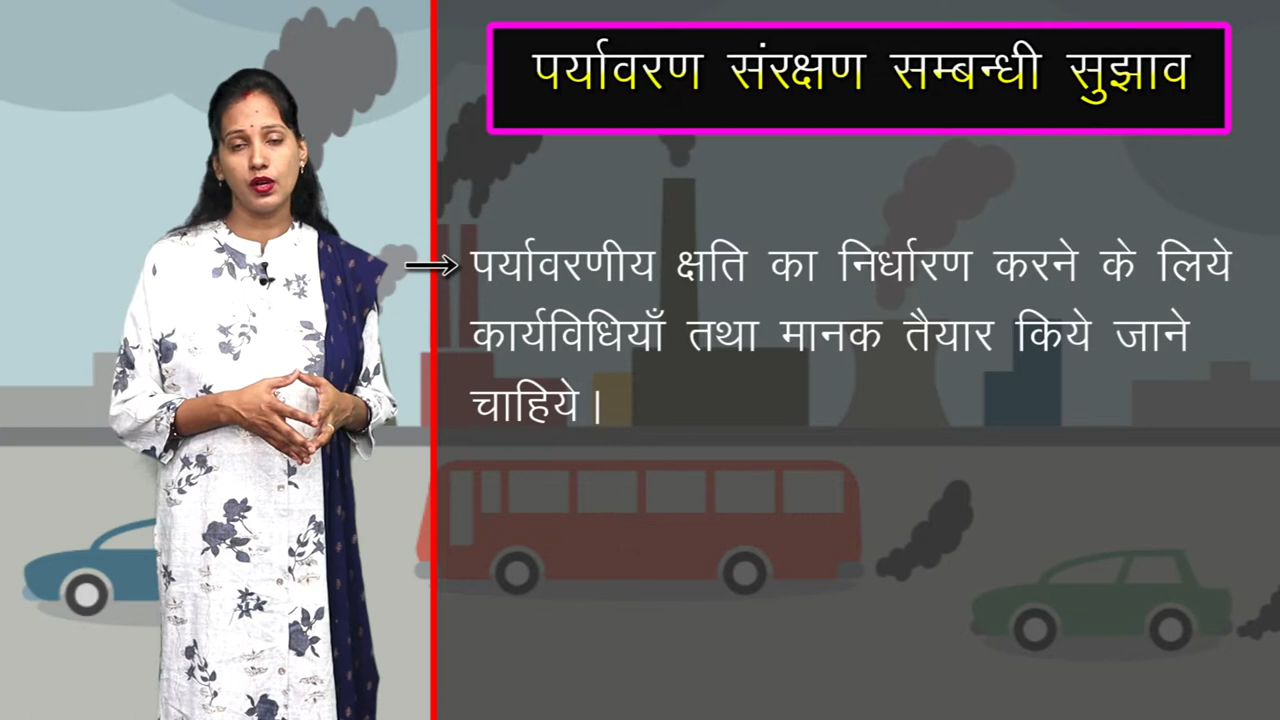 पर्यावरण संरक्षण सम्बन्धी सुझाव
पर्यावरणीय क्षति का निर्धारण करने के लिये
कार्यविधियाँ तथा मानक तैयार किये जाने
चाहिये।